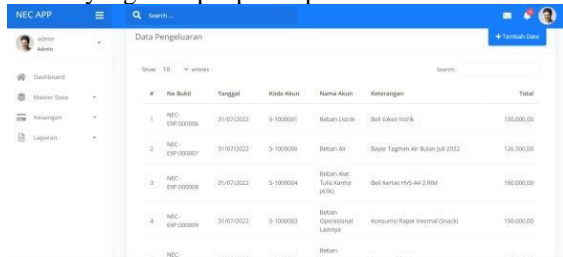 NEC APP
Search ...
admin
Admin
Data Pengeluaran
+ Tambah Data
Dashboard
Master Data
Keuangan
Laporan
Show 10 entries
Search:
# No Bukti Tanggal Kode Akun Nama Akun Keterangan Total
1 NEC-EXP.000006 31/07/2022 5-1000001 Beban Listrik Beli token listrik 150.000,00
2 NEC-EXP.000007 31/07/2022 5-1000006 Beban Air Bayar Tagihan Air Bulan Juli 2022 126.500,00
3 NEC-EXP.000008 31/07/2022 5-1000004 Beban Alat Tulis Kantor (ATK) Beli Kertas HVS A4 2 RIM 160.000,00
4 NEC-EXP.000009 31/07/2022 5-1000003 Beban Operasional Lainnya Konsumsi Rapat Internal (Snack) 150.000,00
NEC- Beban